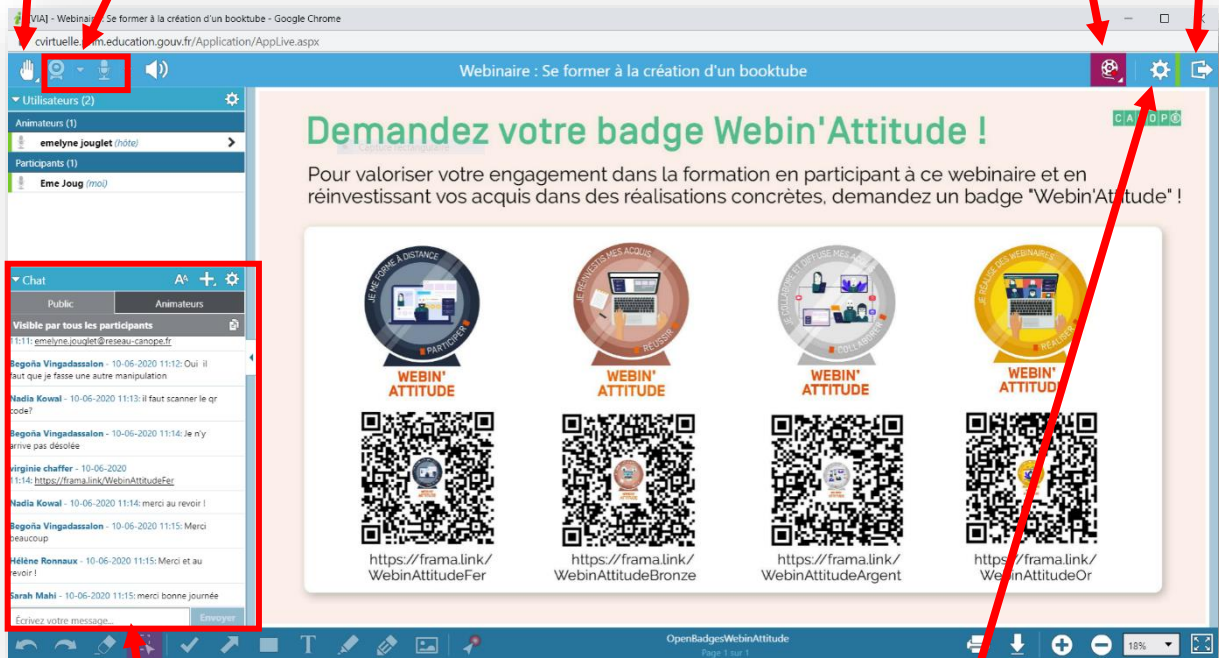 [VIA] - Webinaire : Se former à la création d'un booktube - Google Chrome
cvirtuelle. m.education.gouv.fr/Application/AppLive.aspx
Webinaire : Se former à la création d'un booktube
Utilisateurs (2)
Animateurs (1)
emelyne jouglet (hôte)
Participants (1)
Eme Joug (moi)
Chat
Public
Animateurs
Visible par tous les participants
11:11: emelyne.jouglet@reseau-canope.fr
Begoña Vingadassalon - 10-06-2020 11:12: Oui il
faut que je fasse une autre manipulation
Nadia Kowal - 10-06-2020 11:13: il faut scanner le qr
code?
Begoña Vingadassalon - 10-06-2020 11:14: Je n'y
arrive pas désolée
virginie chaffer - 10-06-2020
11:14: https://frama.link/WebinAttitudeFer
Nadia Kowal - 10-06-2020 11:14: merci au revoir !
Begoña Vingadassalon - 10-06-2020 11:15: Merci
beaucoup
Hélène Ronnaux - 10-06-2020 11:15: Merci et au
revoir !
Sarah Mahi - 10-06-2020 11:15: merci bonne journée
Écrivez votre message...
Envoyer
Demandez votre badge Webin'Attitude !
Capture rectangulaire
CANOPÉ
Pour valoriser votre engagement dans la formation en participant à ce webinaire et en
réinvestissant vos acquis dans des réalisations concrètes, demandez un badge "Webin'Attitude" !
JE ME FORME À DISTANCE
PARTICIPER
WEBIN'
ATTITUDE
https://frama.link/
WebinAttitudeFer
JE RÉINVESTIS MES ACQUIS
RÉUSSIR
WEBIN'
ATTITUDE
https://frama.link/
WebinAttitudeBronze
JE COLLABORE ET DIFFUSE MES
COLLABORER
WEBIN'
ATTITUDE
https://frama.link/
WebinAttitudeArgent
JE RÉALISE DES WEBINAIRES
RÉALISER
WEBIN'
ATTITUDE
https://frama.link/
WebinAttitudeOr
OpenBadgesWebinAttitude
Page 1 sur 1
18%